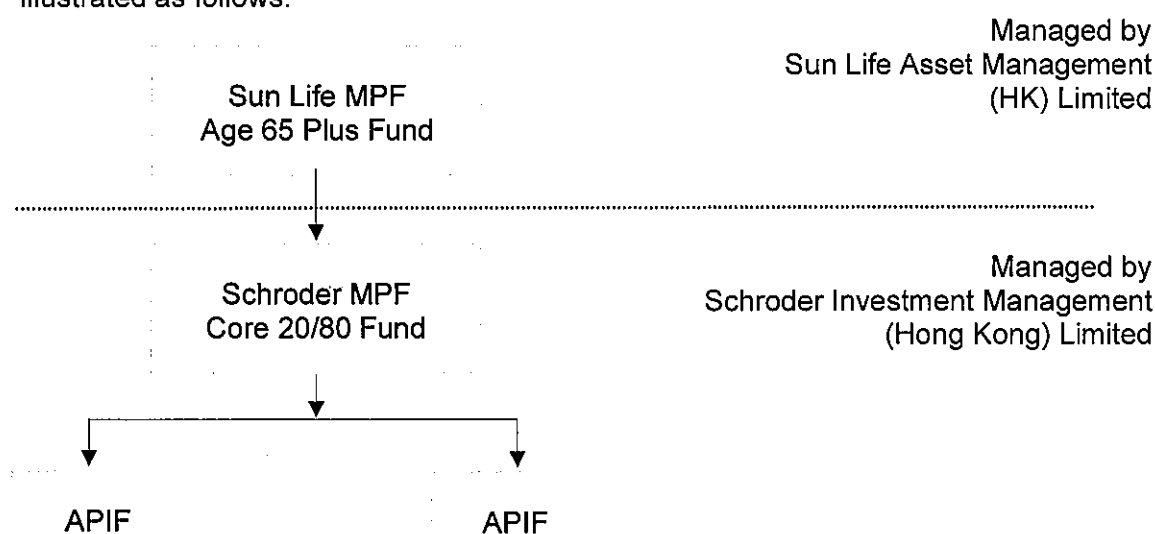 illustrated as follows:
Managed by
Sun Life Asset Management
(HK) Limited
Sun Life MPF
Age 65 Plus Fund
Schroder MPF
Core 20/80 Fund
Managed by
Schroder Investment Management
(Hong Kong) Limited
APIF
APIF